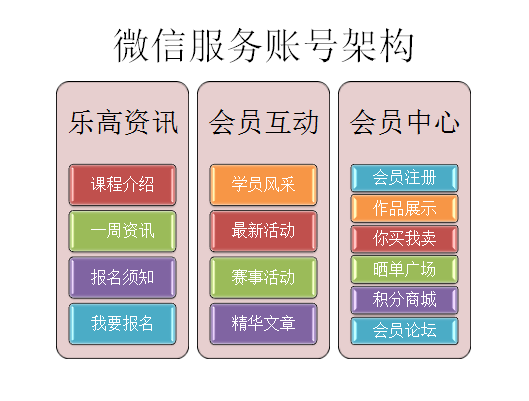 微信服务账号架构
乐高资讯
课程介绍
一周资讯
报名须知
我要报名
会员互动
学员风采
最新活动
赛事活动
精华文章
会员中心
会员注册
作品展示
你买我卖
晒单广场
积分商城
会员论坛